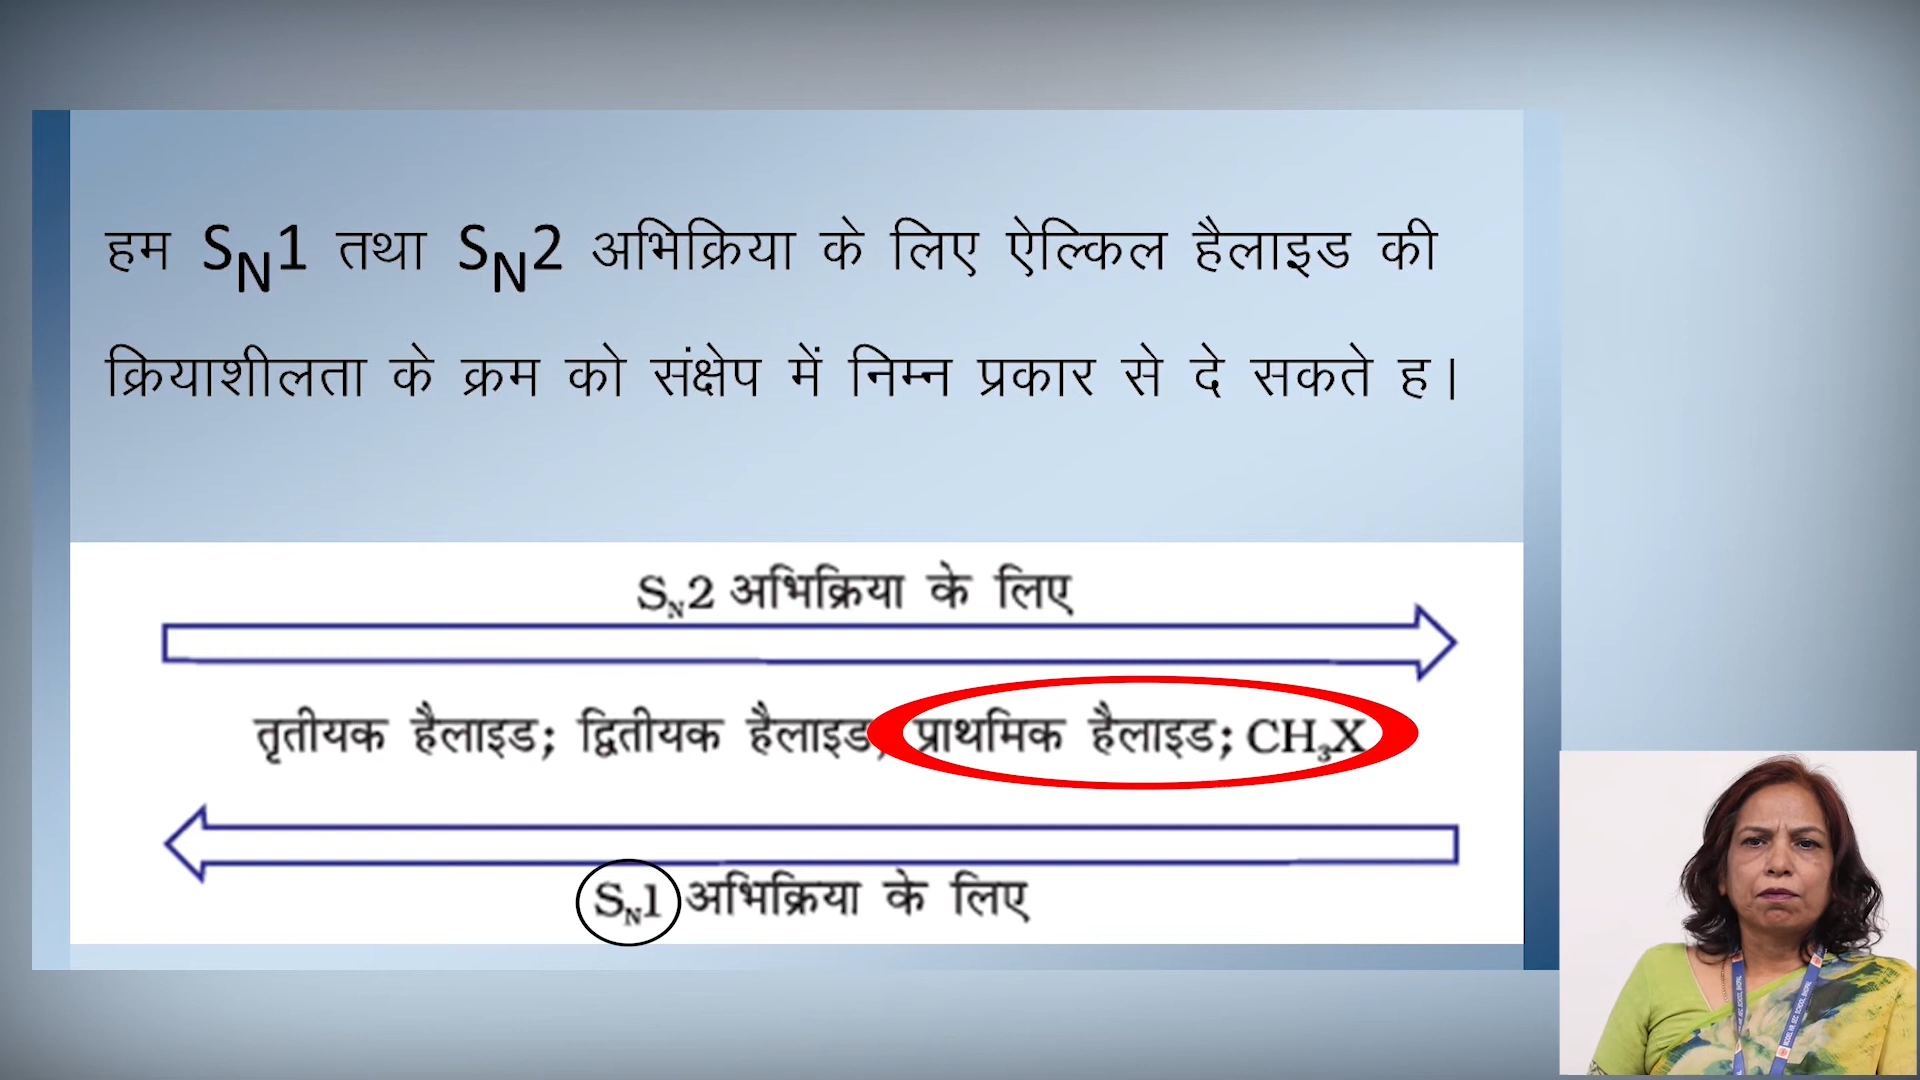 हम SN1 तथा SN2 अभिक्रिया के लिए ऐल्किल हैलाइड की
क्रियाशीलता के क्रम को संक्षेप में निम्न प्रकार से दे सकते ह।
SN2 अभिक्रिया के लिए
तृतीयक हैलाइड; द्वितीयक हैलाइड; प्राथमिक हैलाइड; CH3X
SN1 अभिक्रिया के लिए